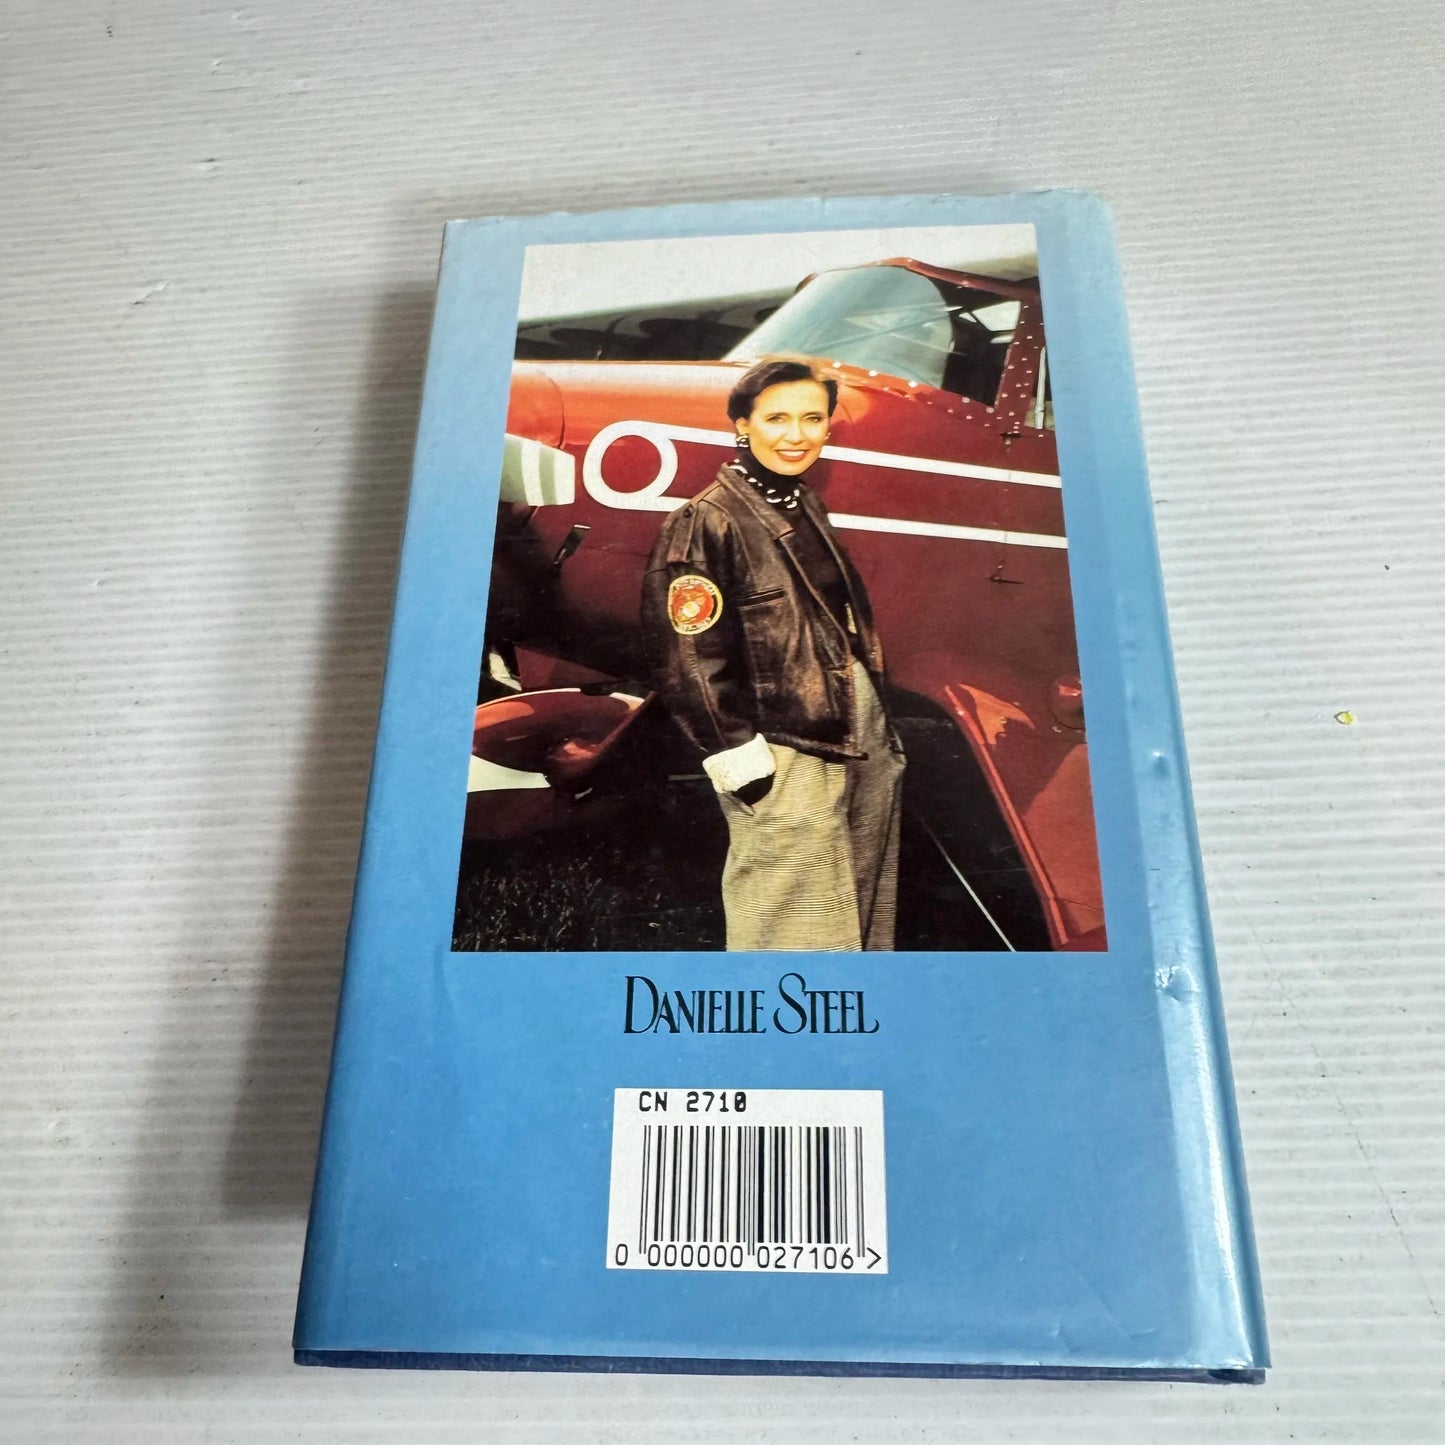 DANIELLE STEEL
CN 2710
0 000000 027106 >